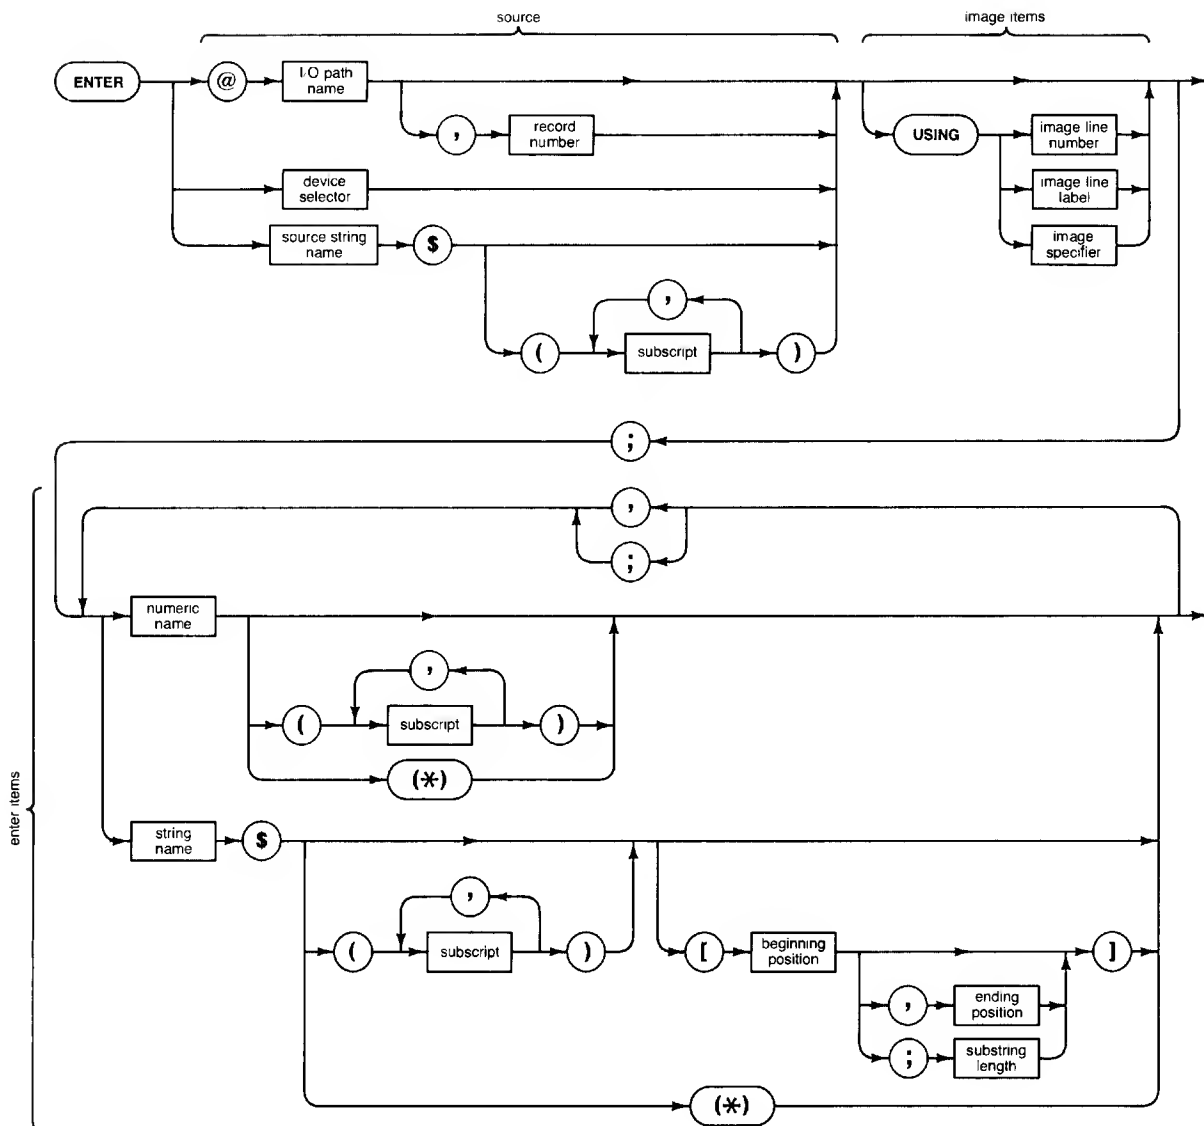 source
image items
ENTER
@
I/O path
name
,
record
number
device
selector
source string
name
$
(
,
subscript
)
USING
image line
number
image line
label
image
specifier
;
enter items
,
;
numeric
name
(
,
subscript
)
(*)
string
name
$
(
,
subscript
)
[
beginning
position
,
ending
position
;
substring
length
]
(*)